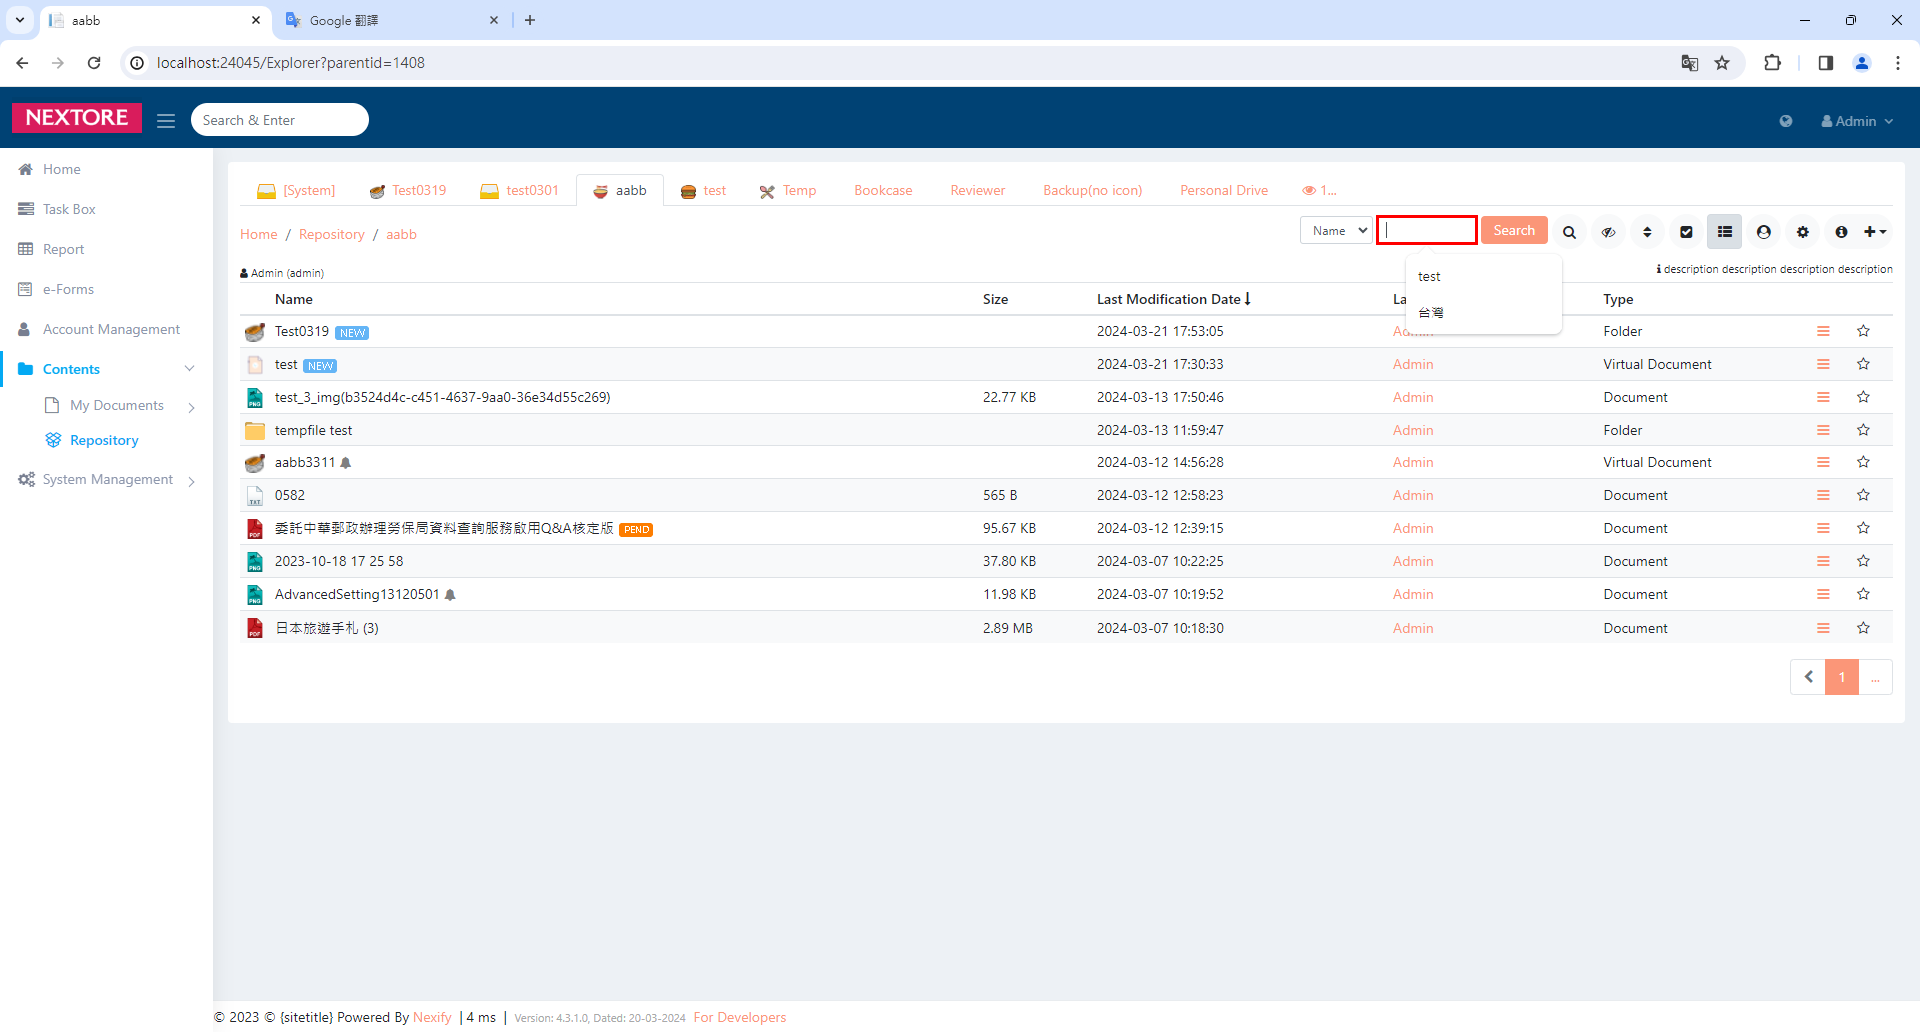 aabb
Google 翻譯
localhost:24045/Explorer?parentid=1408
NEXTORE
Search & Enter
Admin
Home
Task Box
Report
e-Forms
Account Management
Contents
My Documents
Repository
System Management
[System]
Test0319
test0301
aabb
test
Temp
Bookcase
Reviewer
Backup(no icon)
Personal Drive
1...
Home / Repository / aabb
Name
Search
test
台灣
Admin (admin)
description description description description
Name Size Last Modification Date La Type
Test0319 NEW 2024-03-21 17:53:05 Admin Folder
test NEW 2024-03-21 17:30:33 Admin Virtual Document
PNG test_3_img(b3524d4c-c451-4637-9aa0-36e34d55c269) 22.77 KB 2024-03-13 17:50:46 Admin Document
tempfile test 2024-03-13 11:59:47 Admin Folder
aabb3311 2024-03-12 14:56:28 Admin Virtual Document
TXT 0582 565 B 2024-03-12 12:58:23 Admin Document
PDF 委託中華郵政辦理勞保局資料查詢服務啟用Q&A核定版 PEND 95.67 KB 2024-03-12 12:39:15 Admin Document
PNG 2023-10-18 17 25 58 37.80 KB 2024-03-07 10:22:25 Admin Document
PNG AdvancedSetting13120501 11.98 KB 2024-03-07 10:19:52 Admin Document
PDF 日本旅遊手札 (3) 2.89 MB 2024-03-07 10:18:30 Admin Document
1 ...
© 2023 © {sitetitle} Powered By Nexify | 4 ms | Version: 4.3.1.0, Dated: 20-03-2024 For Developers